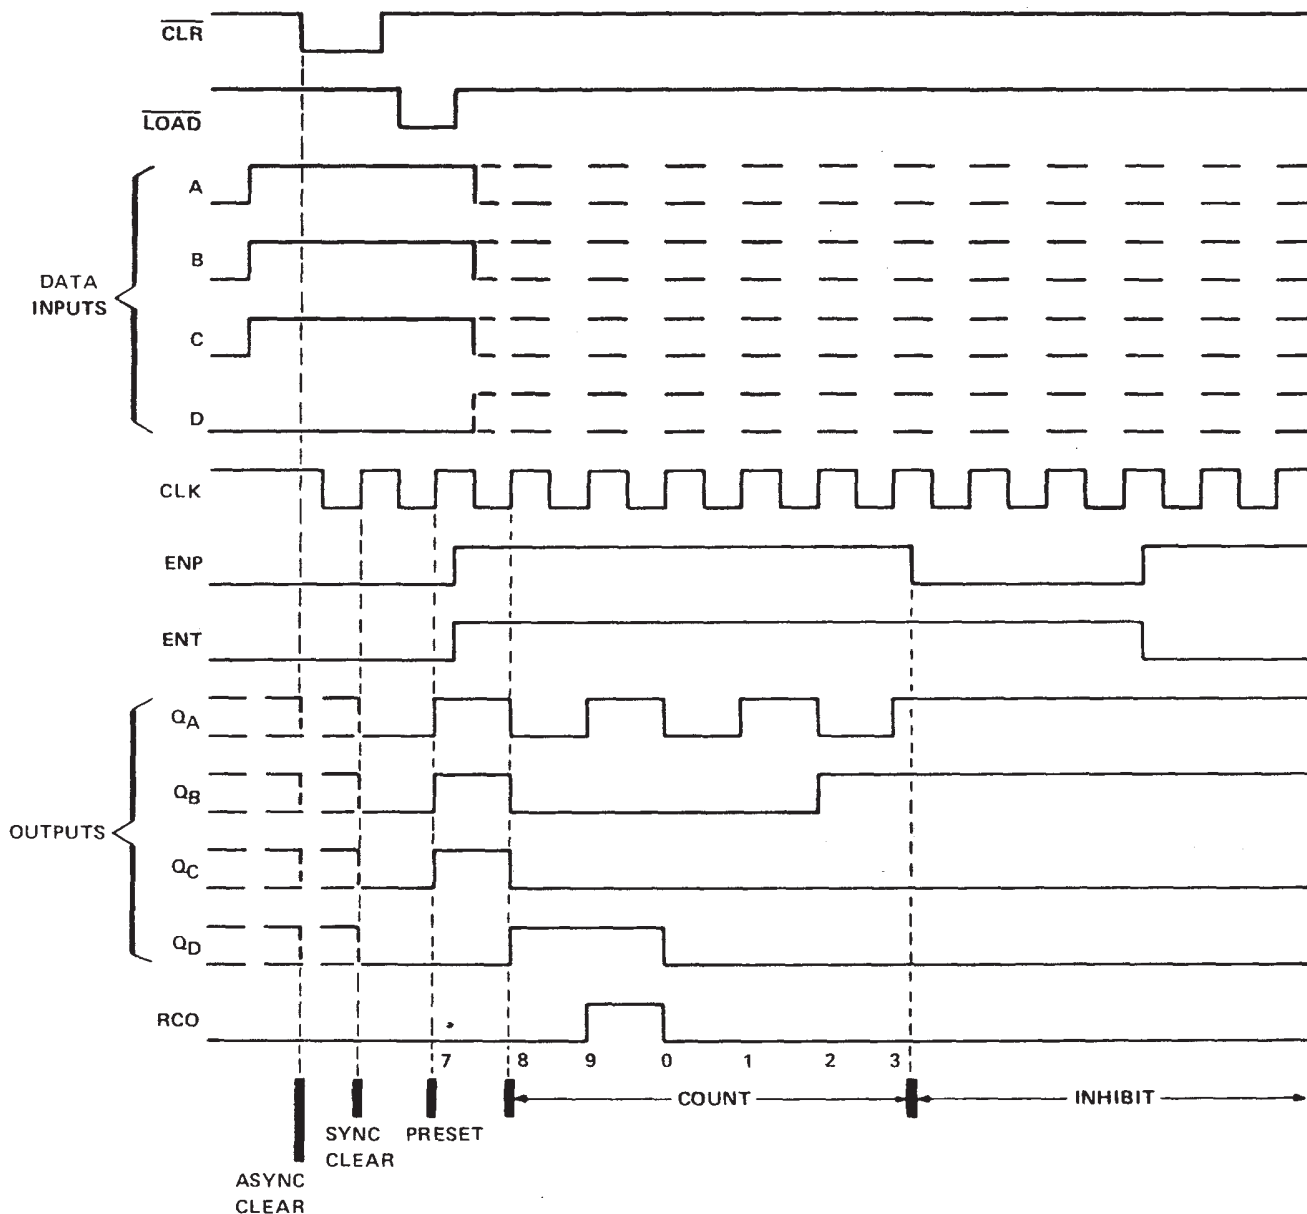 CLR
LOAD
A
B
DATA
INPUTS
C
D
CLK
ENP
ENT
QA
QB
OUTPUTS
QC
QD
RCO
7 8 9 0 1 2 3
COUNT INHIBIT
SYNC PRESET
CLEAR
ASYNC
CLEAR